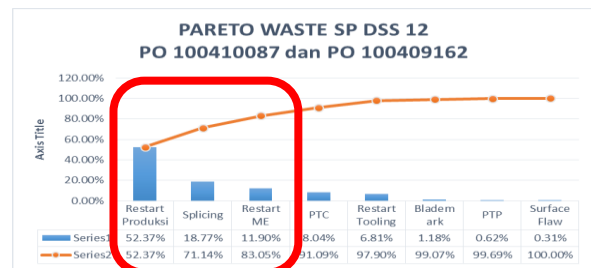 PARETO WASTE SP DSS 12
PO 100410087 dan PO 100409162
120.00%
100.00%
80.00%
60.00%
40.00%
20.00%
0.00%
Axis Title
Restart Produksi Splicing Restart ME PTC Restart Tooling Bladem ark PTP Surface Flaw
Series1 52.37% 18.77% 11.90% 8.04% 6.81% 1.18% 0.62% 0.31%
Series2 52.37% 71.14% 83.05% 91.09% 97.90% 99.07% 99.69% 100.00%